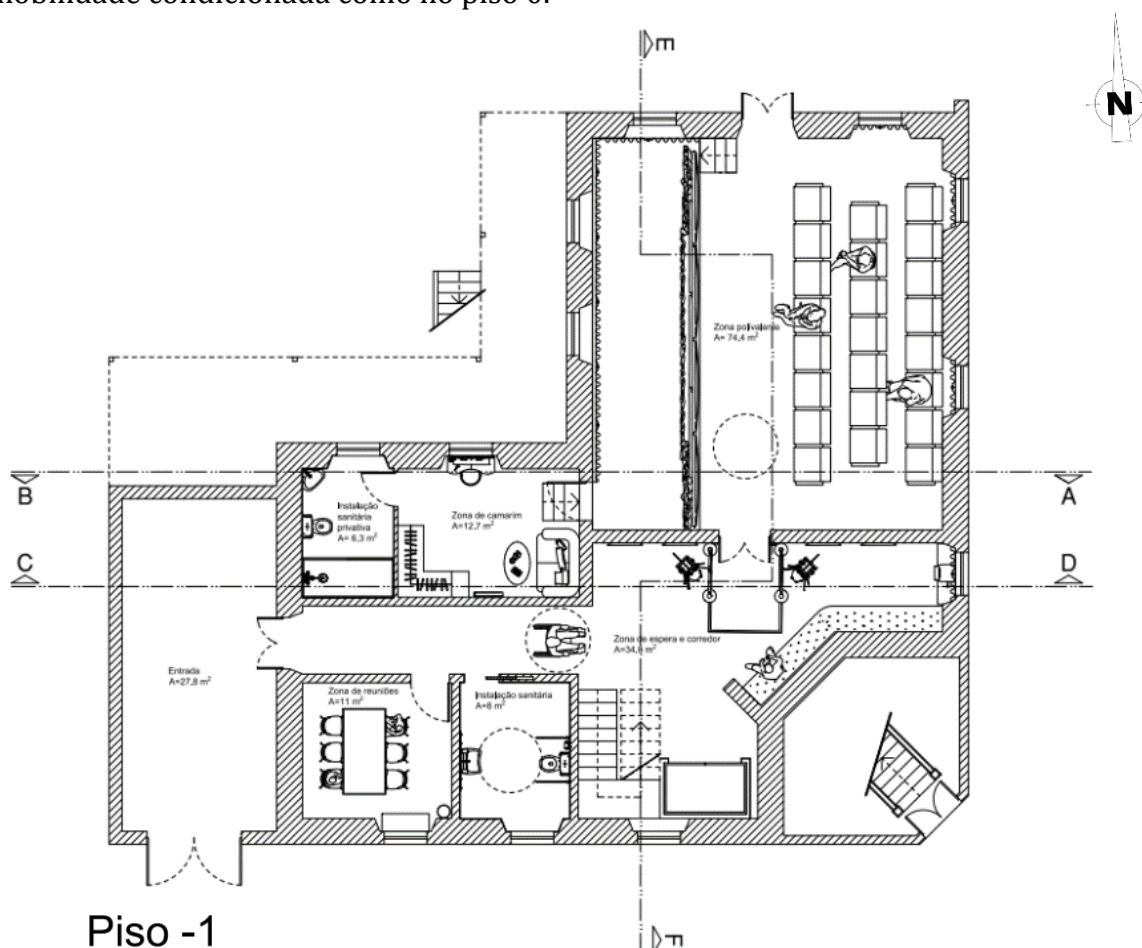 mobilidade condicionada como no piso 0.
E
N
Zona polivalente
A= 74,4 m²
B
A
Instalação
sanitária
privativa
A= 6,3 m²
Zona de camarim
A=12,7 m²
C
D
Zona de espera e corredor
Entrada
A=27,8 m²
Zona de reuniões
A=11 m²
Instalação sanitária
A=8 m²
Piso -1
F